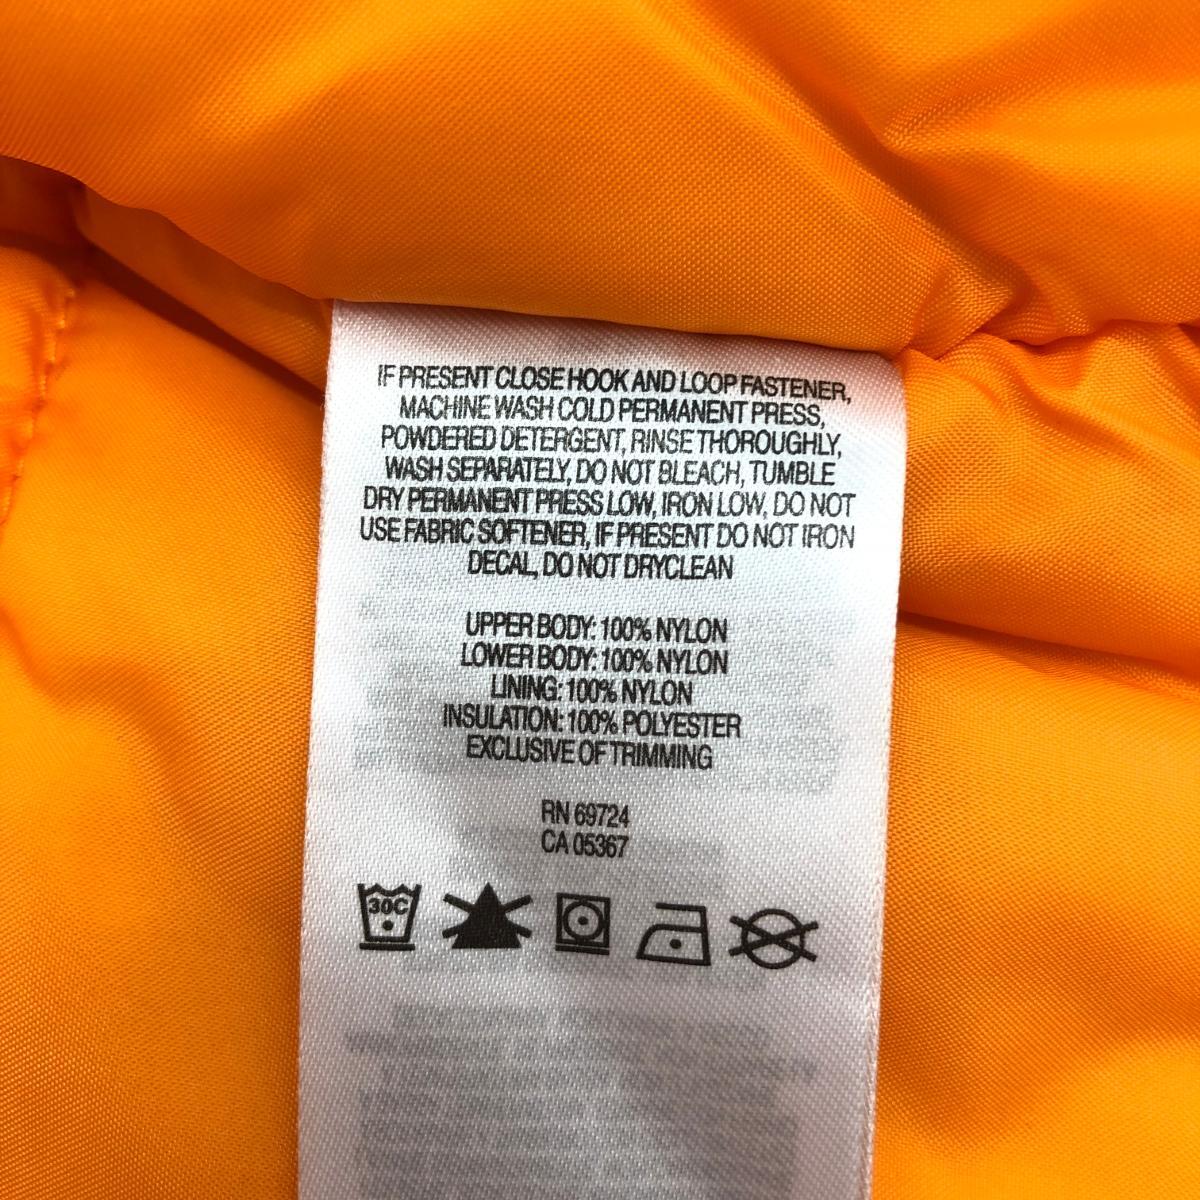 IF PRESENT CLOSE HOOK AND LOOP FASTENER,
MACHINE WASH COLD PERMANENT PRESS,
POWDERED DETERGENT, RINSE THOROUGHLY,
WASH SEPARATELY, DO NOT BLEACH, TUMBLE
DRY PERMANENT PRESS LOW, IRON LOW, DO NOT
USE FABRIC SOFTENER, IF PRESENT DO NOT IRON
DECAL, DO NOT DRYCLEAN
UPPER BODY: 100% NYLON
LOWER BODY: 100% NYLON
LINING: 100% NYLON
INSULATION: 100% POLYESTER
EXCLUSIVE OF TRIMMING
RN 69724
CA 05367
30C